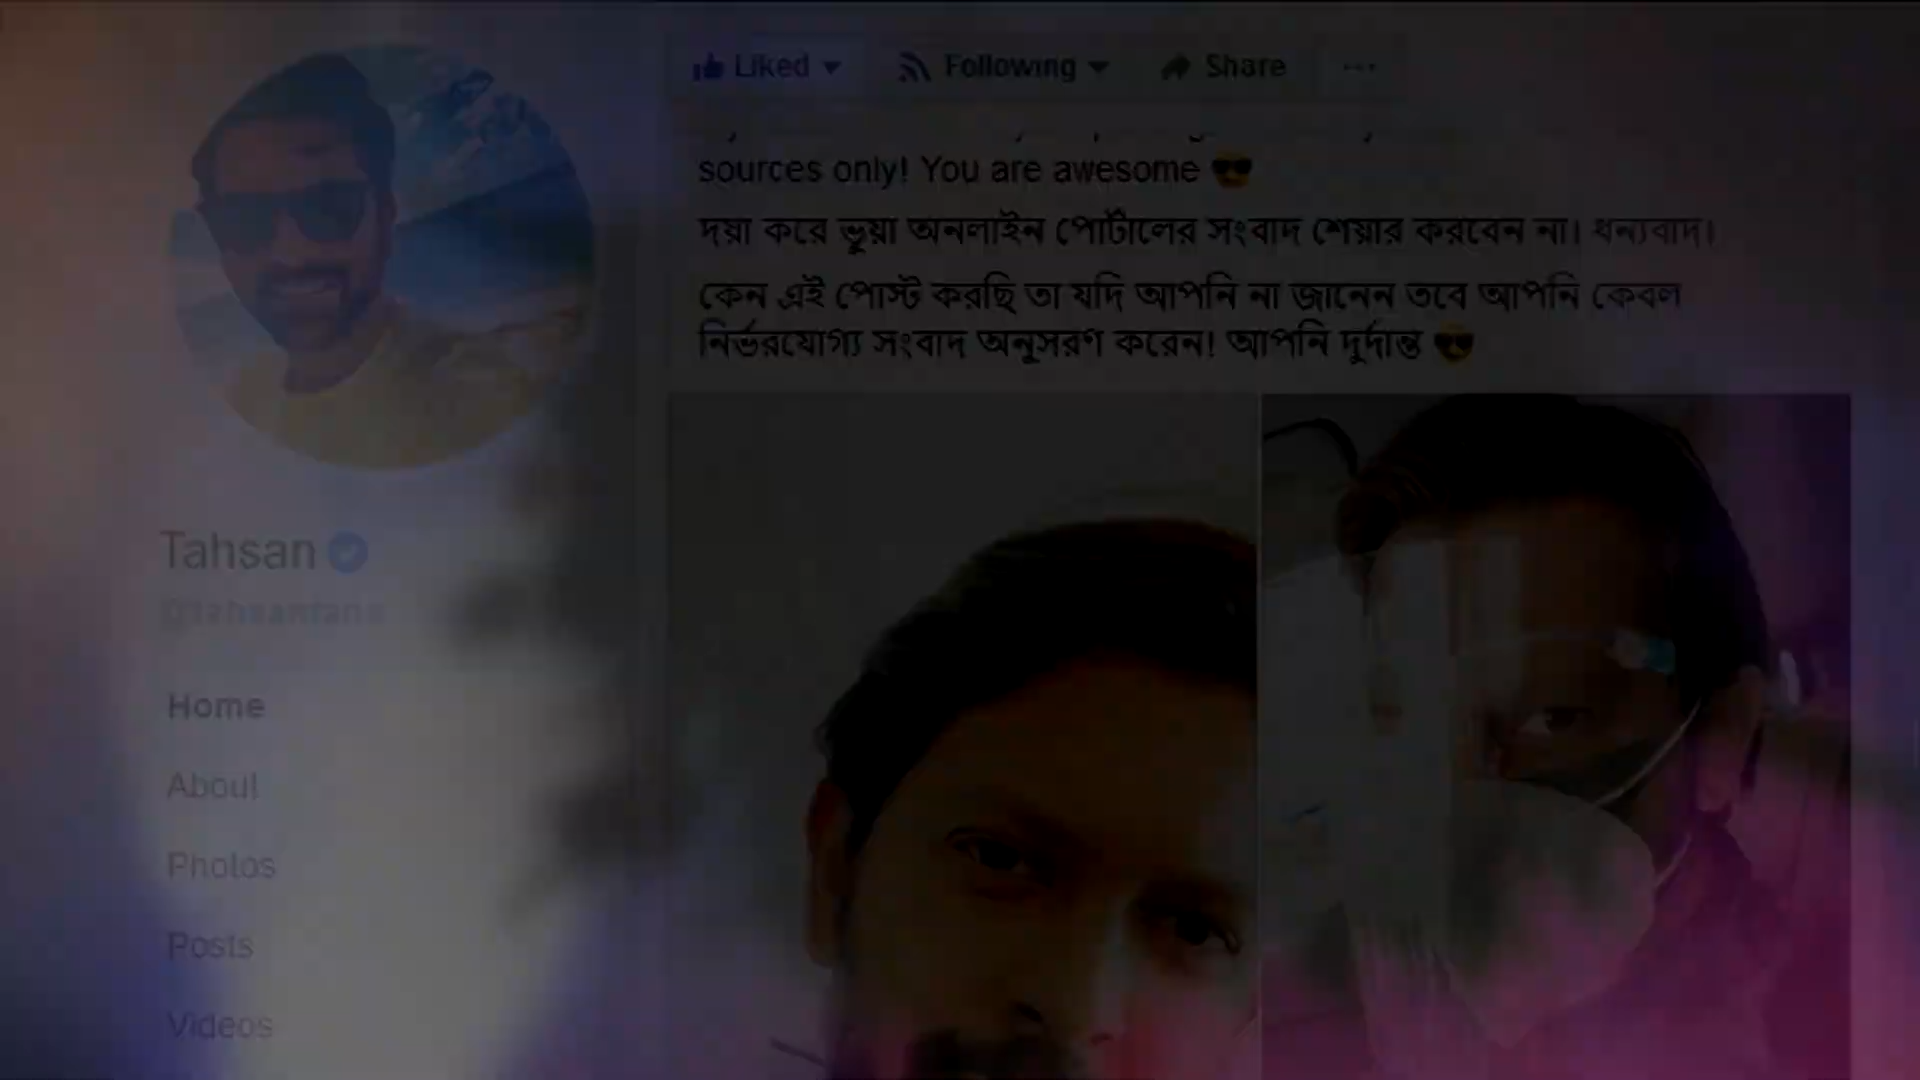 Liked
Following
Share
sources only! You are awesome 😎
দয়া করে ভুয়া অনলাইন পোর্টালের সংবাদ শেয়ার করবেন না। ধন্যবাদ।
কেন এই পোস্ট করছি তা যদি আপনি না জানেন তবে আপনি কেবল
নির্ভরযোগ্য সংবাদ অনুসরণ করেন! আপনি দুর্দান্ত 😎
Tahsan
Home
About
Photos
Posts
Videos